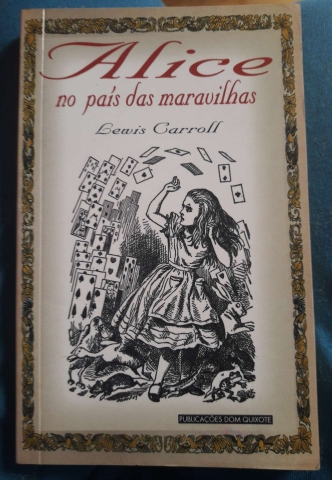 Alice
no país das maravilhas
Lewis Carroll
PUBLICAÇÕES DOM QUIXOTE